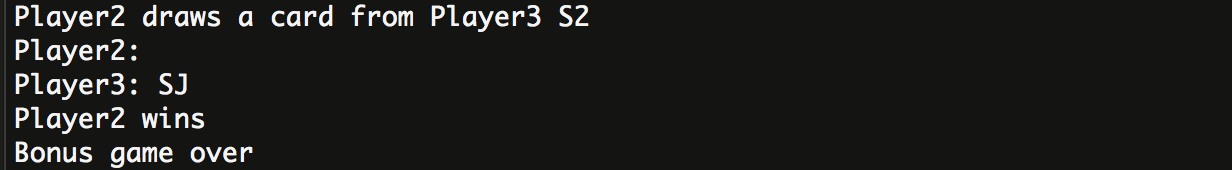 Player2 draws a card from Player3 S2
Player2:
Player3: SJ
Player2 wins
Bonus game over